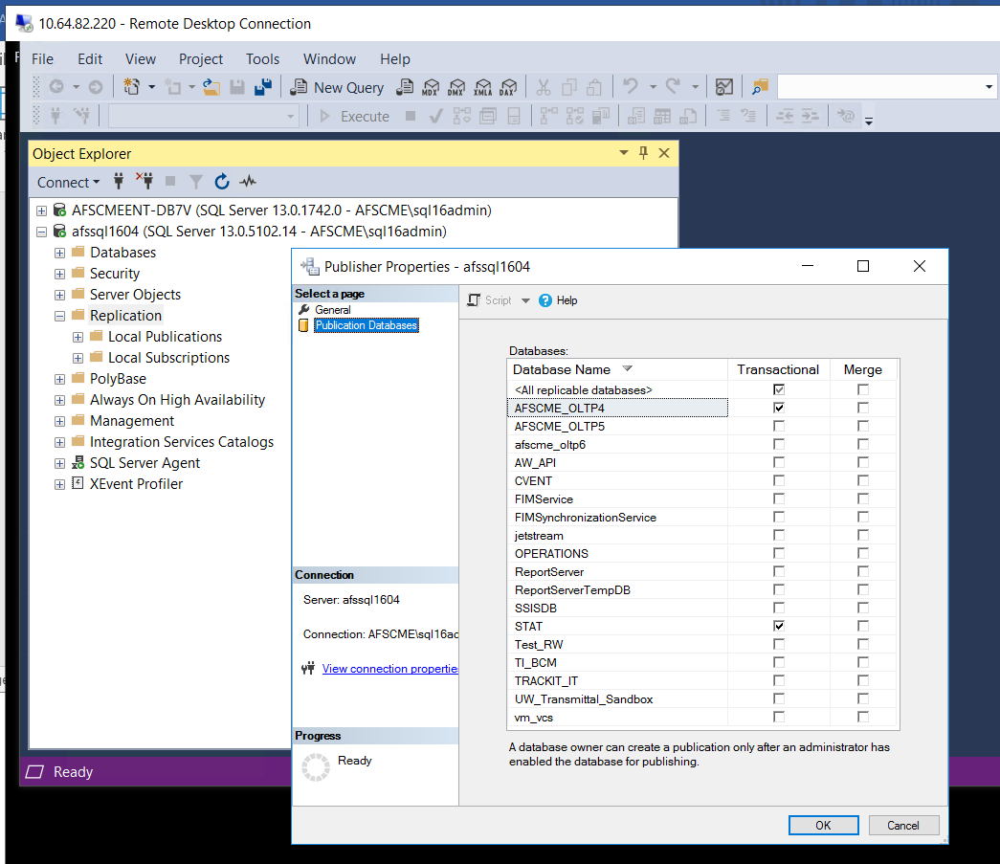 10.64.82.220 - Remote Desktop Connection
File Edit View Project Tools Window Help
New Query MDX DMX XMLA DAX
Execute
Object Explorer
Connect
AFSCMEENT-DB7V (SQL Server 13.0.1742.0 - AFSCME\sql16admin)
afssql1604 (SQL Server 13.0.5102.14 - AFSCME\sql16admin)
Databases
Security
Server Objects
Replication
Local Publications
Local Subscriptions
PolyBase
Always On High Availability
Management
Integration Services Catalogs
SQL Server Agent
XEvent Profiler
Ready
Publisher Properties - afssql1604
Select a page
General
Publication Databases
Script Help
Databases:
Database Name Transactional Merge
<All replicable databases>
AFSCME_OLTP4
AFSCME_OLTP5
afscme_oltp6
AW_API
CVENT
FIMService
FIMSynchronizationService
jetstream
OPERATIONS
ReportServer
ReportServerTempDB
SSISDB
STAT
Test_RW
TI_BCM
TRACKIT_IT
UW_Transmittal_Sandbox
vm_vcs
A database owner can create a publication only after an administrator has
enabled the database for publishing.
Connection
Server: afssql1604
Connection: AFSCME\sql16ad
View connection propertie
Progress
Ready
OK Cancel